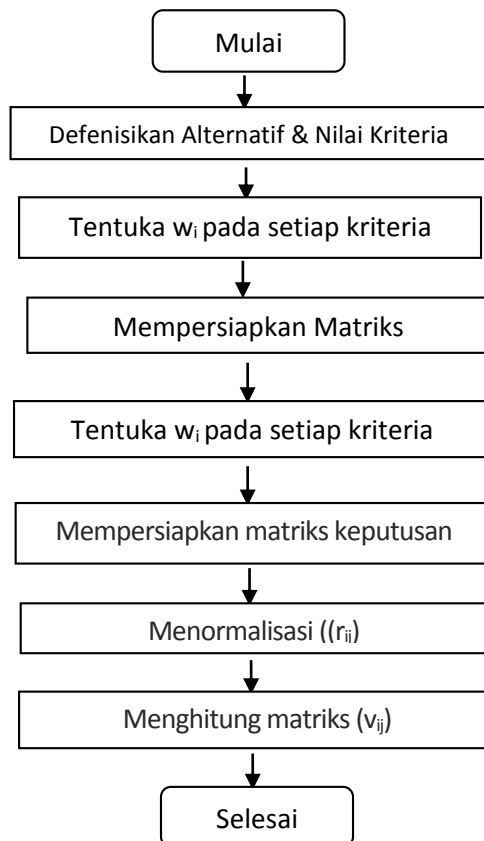 Mulai
Defenisikan Alternatif & Nilai Kriteria
Tentuka wᵢ pada setiap kriteria
Mempersiapkan Matriks
Tentuka wᵢ pada setiap kriteria
Mempersiapkan matriks keputusan
Menormalisasi ((rᵢⱼ)
Menghitung matriks (vᵢⱼ)
Selesai